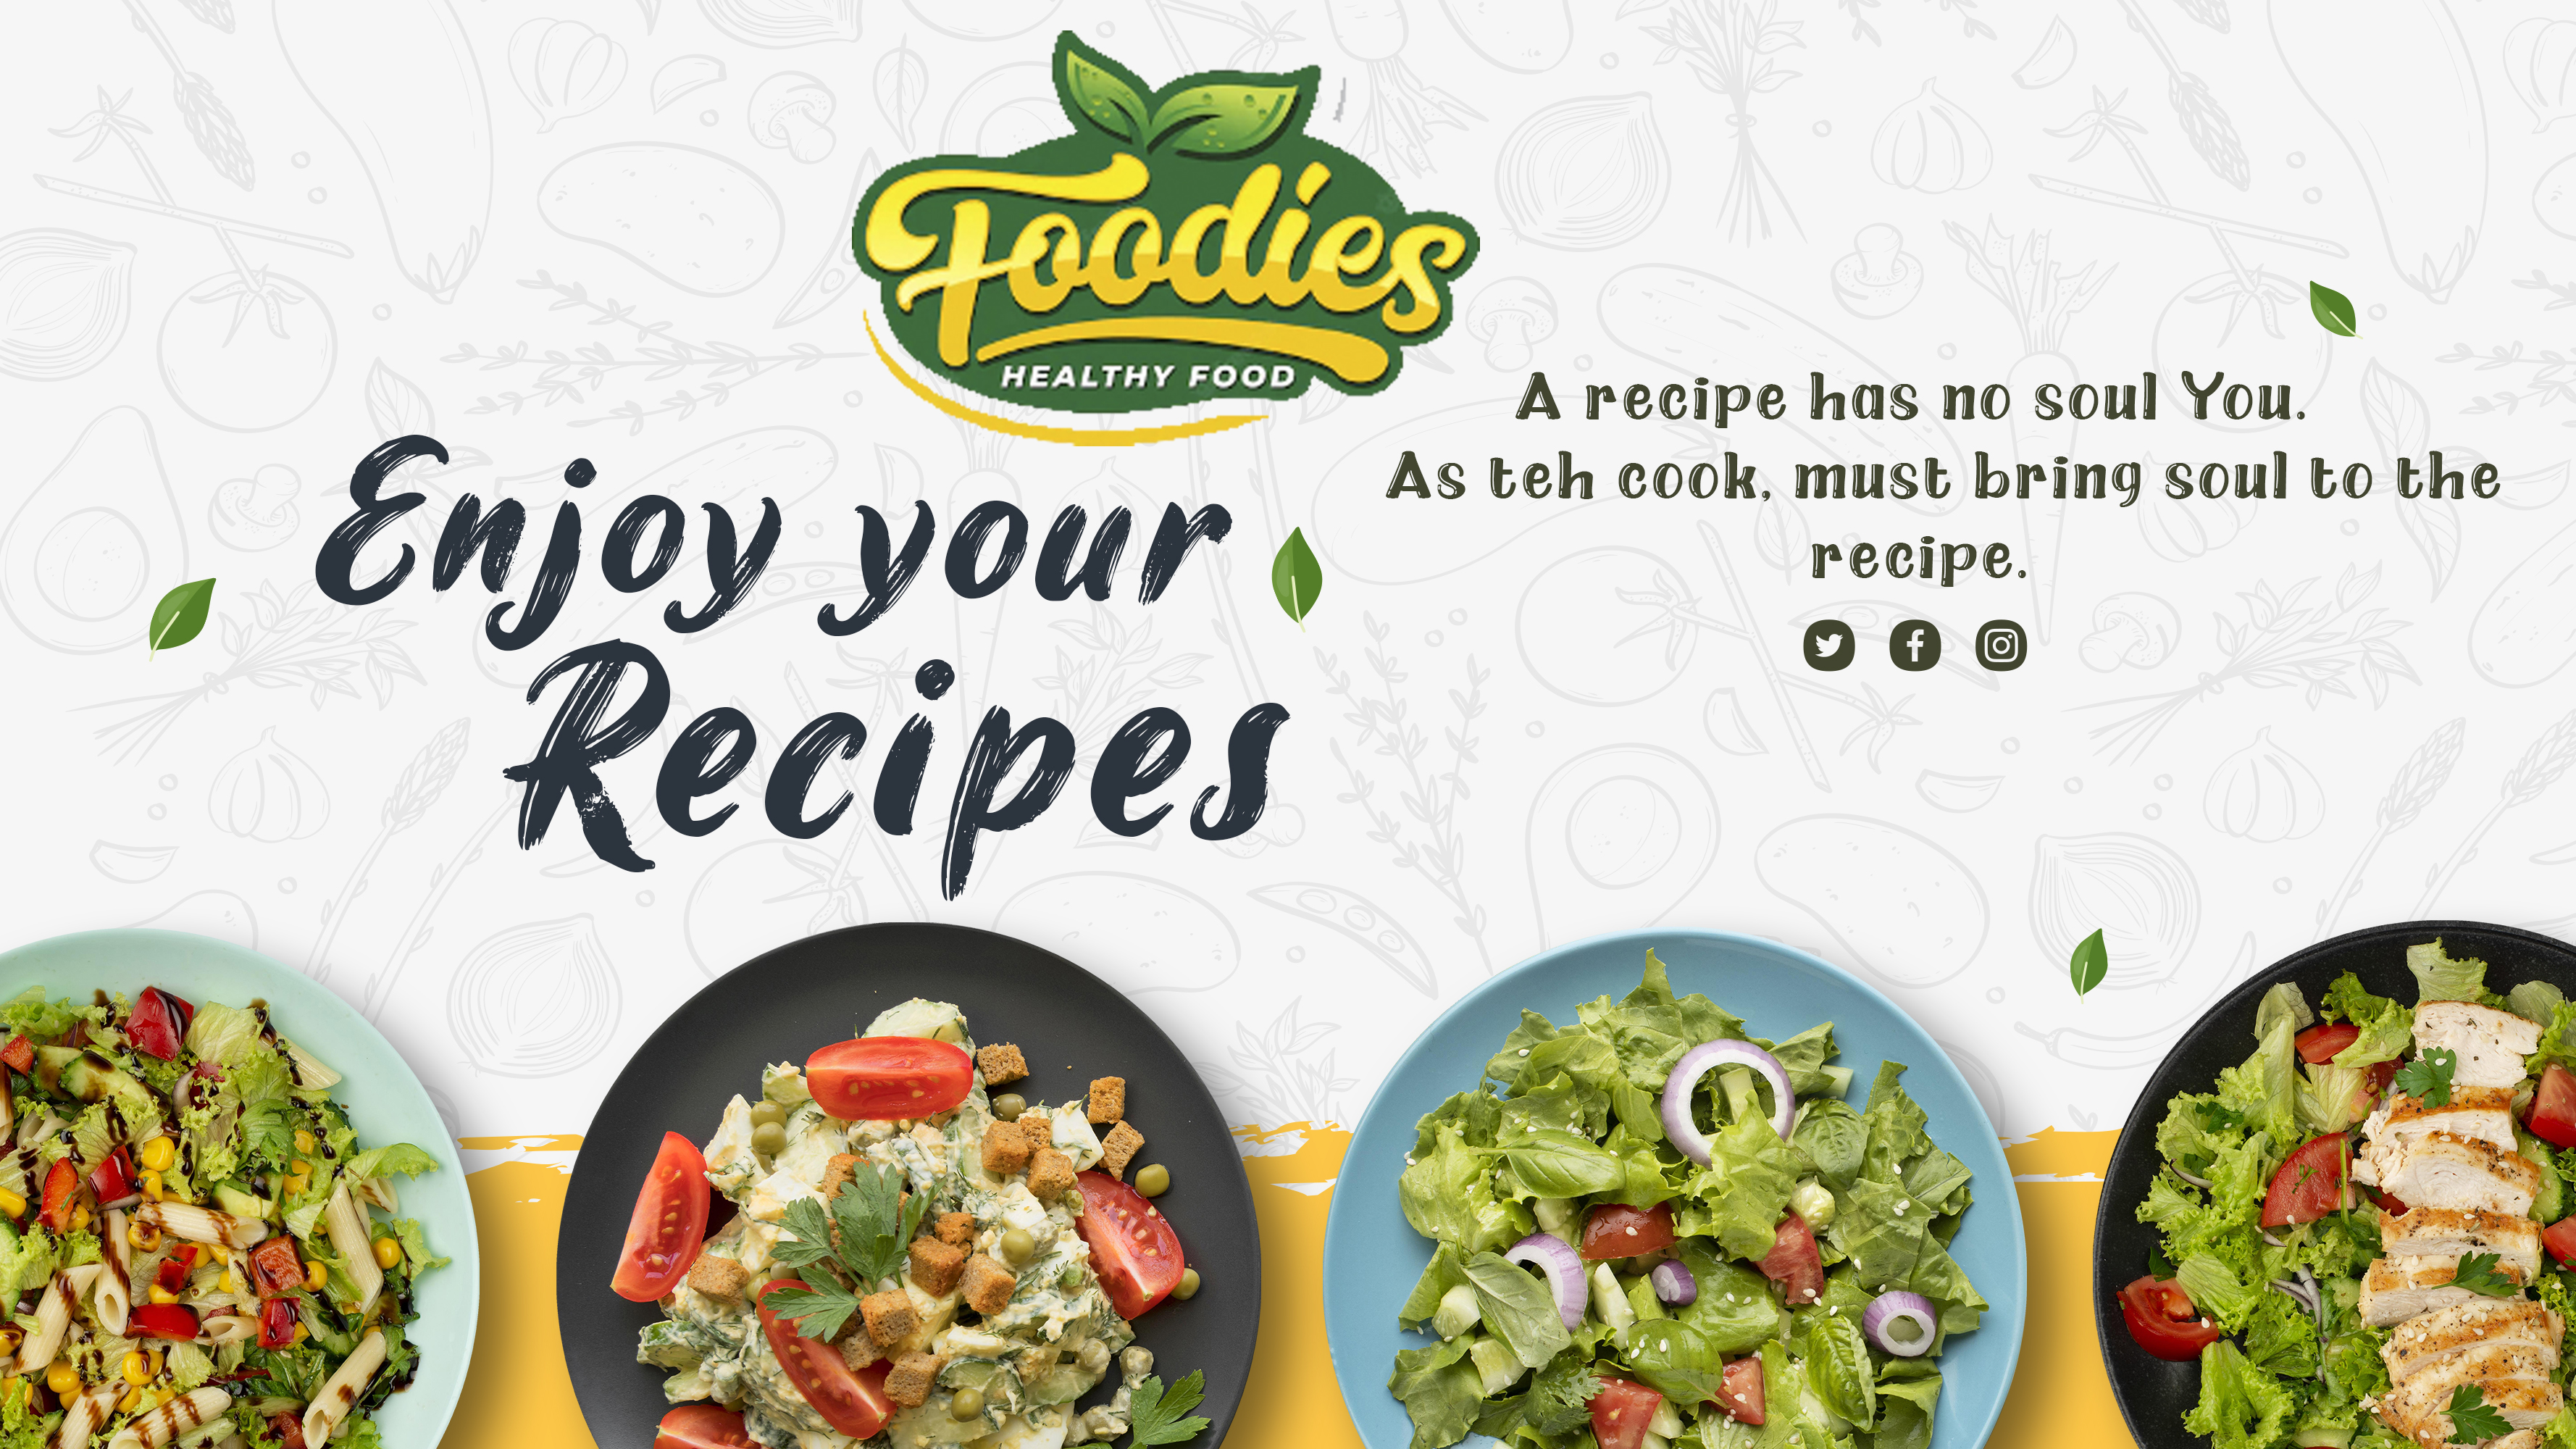 Foodies
HEALTHY FOOD
Enjoy your
Recipes
A recipe has no soul You.
As teh cook, must bring soul to the
recipe.